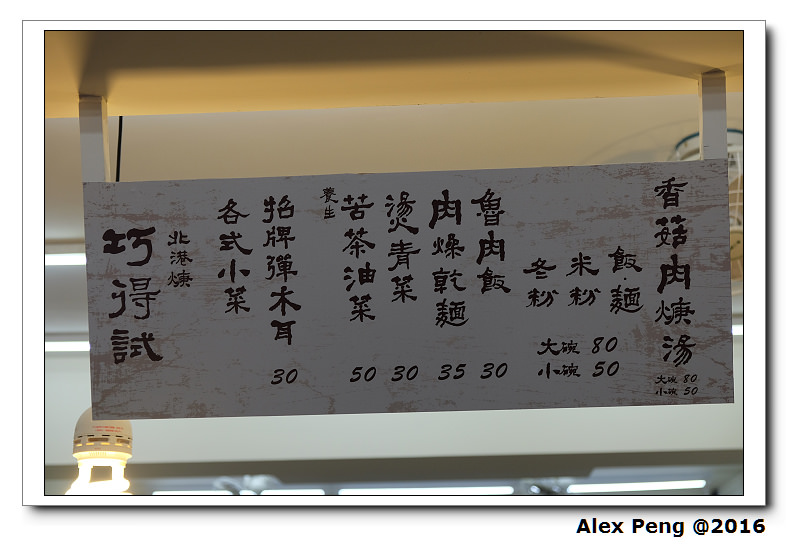 香菇肉焿湯
大碗 80
小碗 50
飯.麵
米粉
冬粉
大碗 80
小碗 50
魯肉飯
30
肉燥乾麵
35
燙青菜
30
養生
苦茶油菜
50
招牌彈木耳
30
各式小菜
北港焿
巧得試
Alex Peng @2016